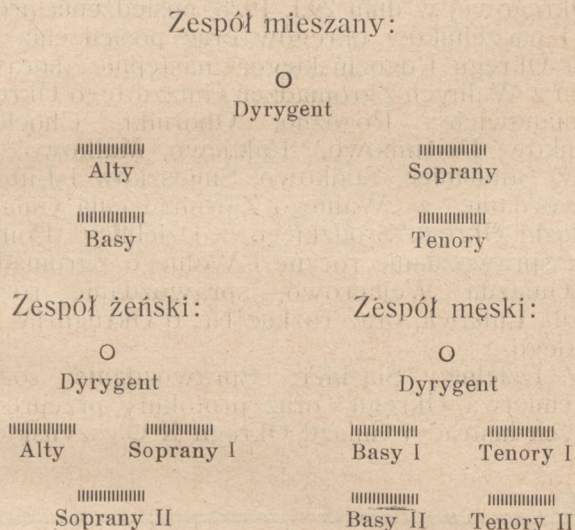 Zespół mieszany:
O
Dyrygent
Alty Soprany
Basy Tenory
Zespół żeński:
O
Dyrygent
Alty Soprany I
Soprany II
Zespół męski:
O
Dyrygent
Basy I Tenory I
Basy II Tenory II